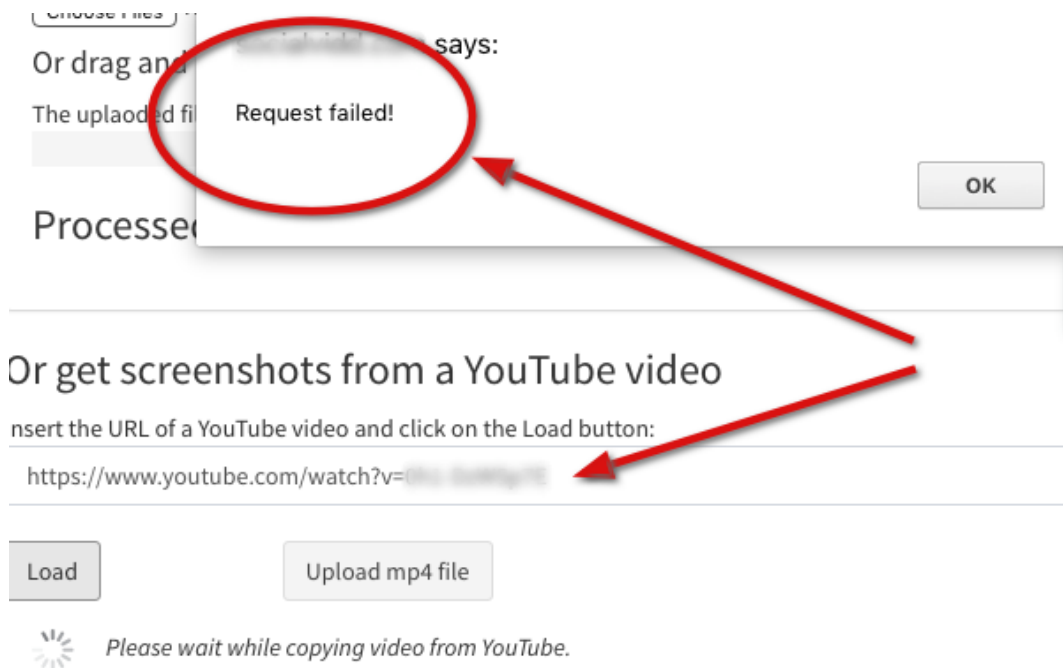 Choose Files
says:
Or drag and
The uplaoded fi
Request failed!
OK
Processe
Or get screenshots from a YouTube video
nsert the URL of a YouTube video and click on the Load button:
https://www.youtube.com/watch?v=
Load
Upload mp4 file
Please wait while copying video from YouTube.